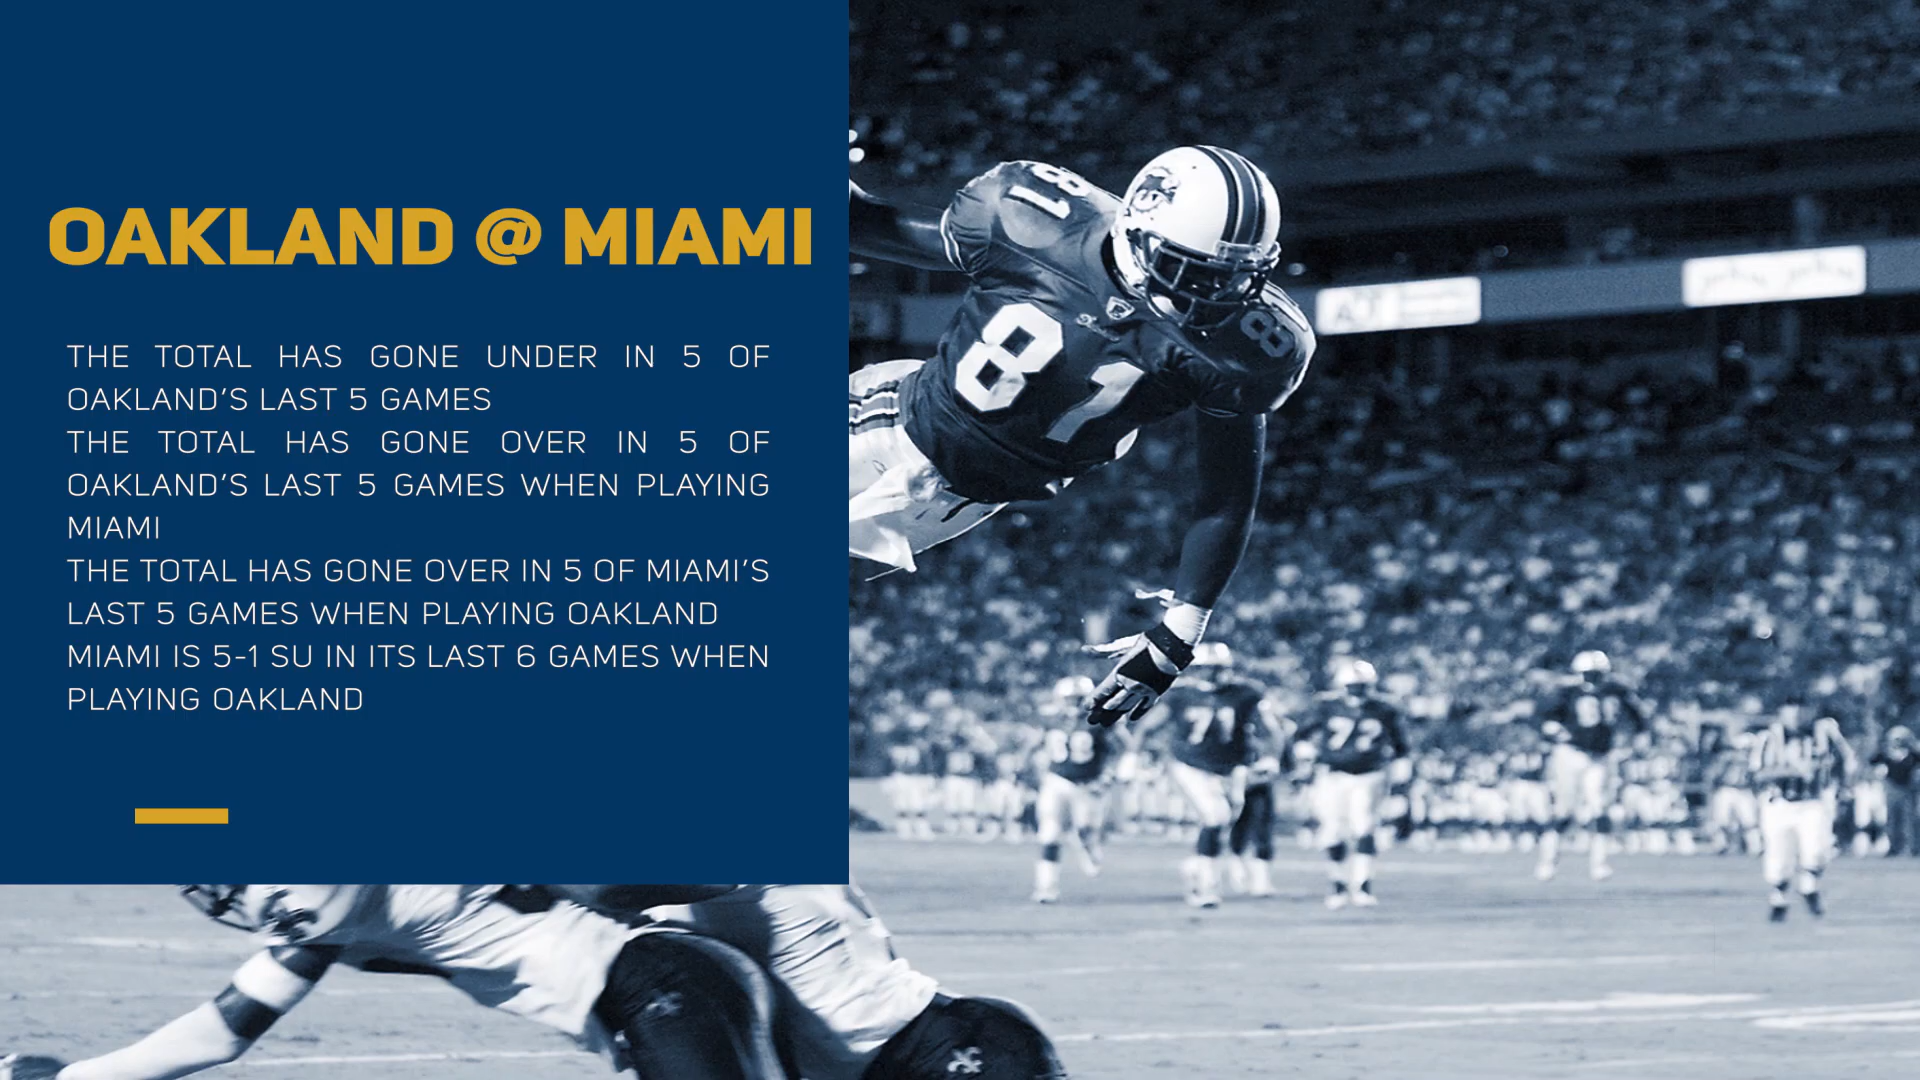 OAKLAND @ MIAMI
THE TOTAL HAS GONE UNDER IN 5 OF
OAKLAND'S LAST 5 GAMES
THE TOTAL HAS GONE OVER IN 5 OF
OAKLAND'S LAST 5 GAMES WHEN PLAYING
MIAMI
THE TOTAL HAS GONE OVER IN 5 OF MIAMI'S
LAST 5 GAMES WHEN PLAYING OAKLAND
MIAMI IS 5-1 SU IN ITS LAST 6 GAMES WHEN
PLAYING OAKLAND
81
81
81
71
72